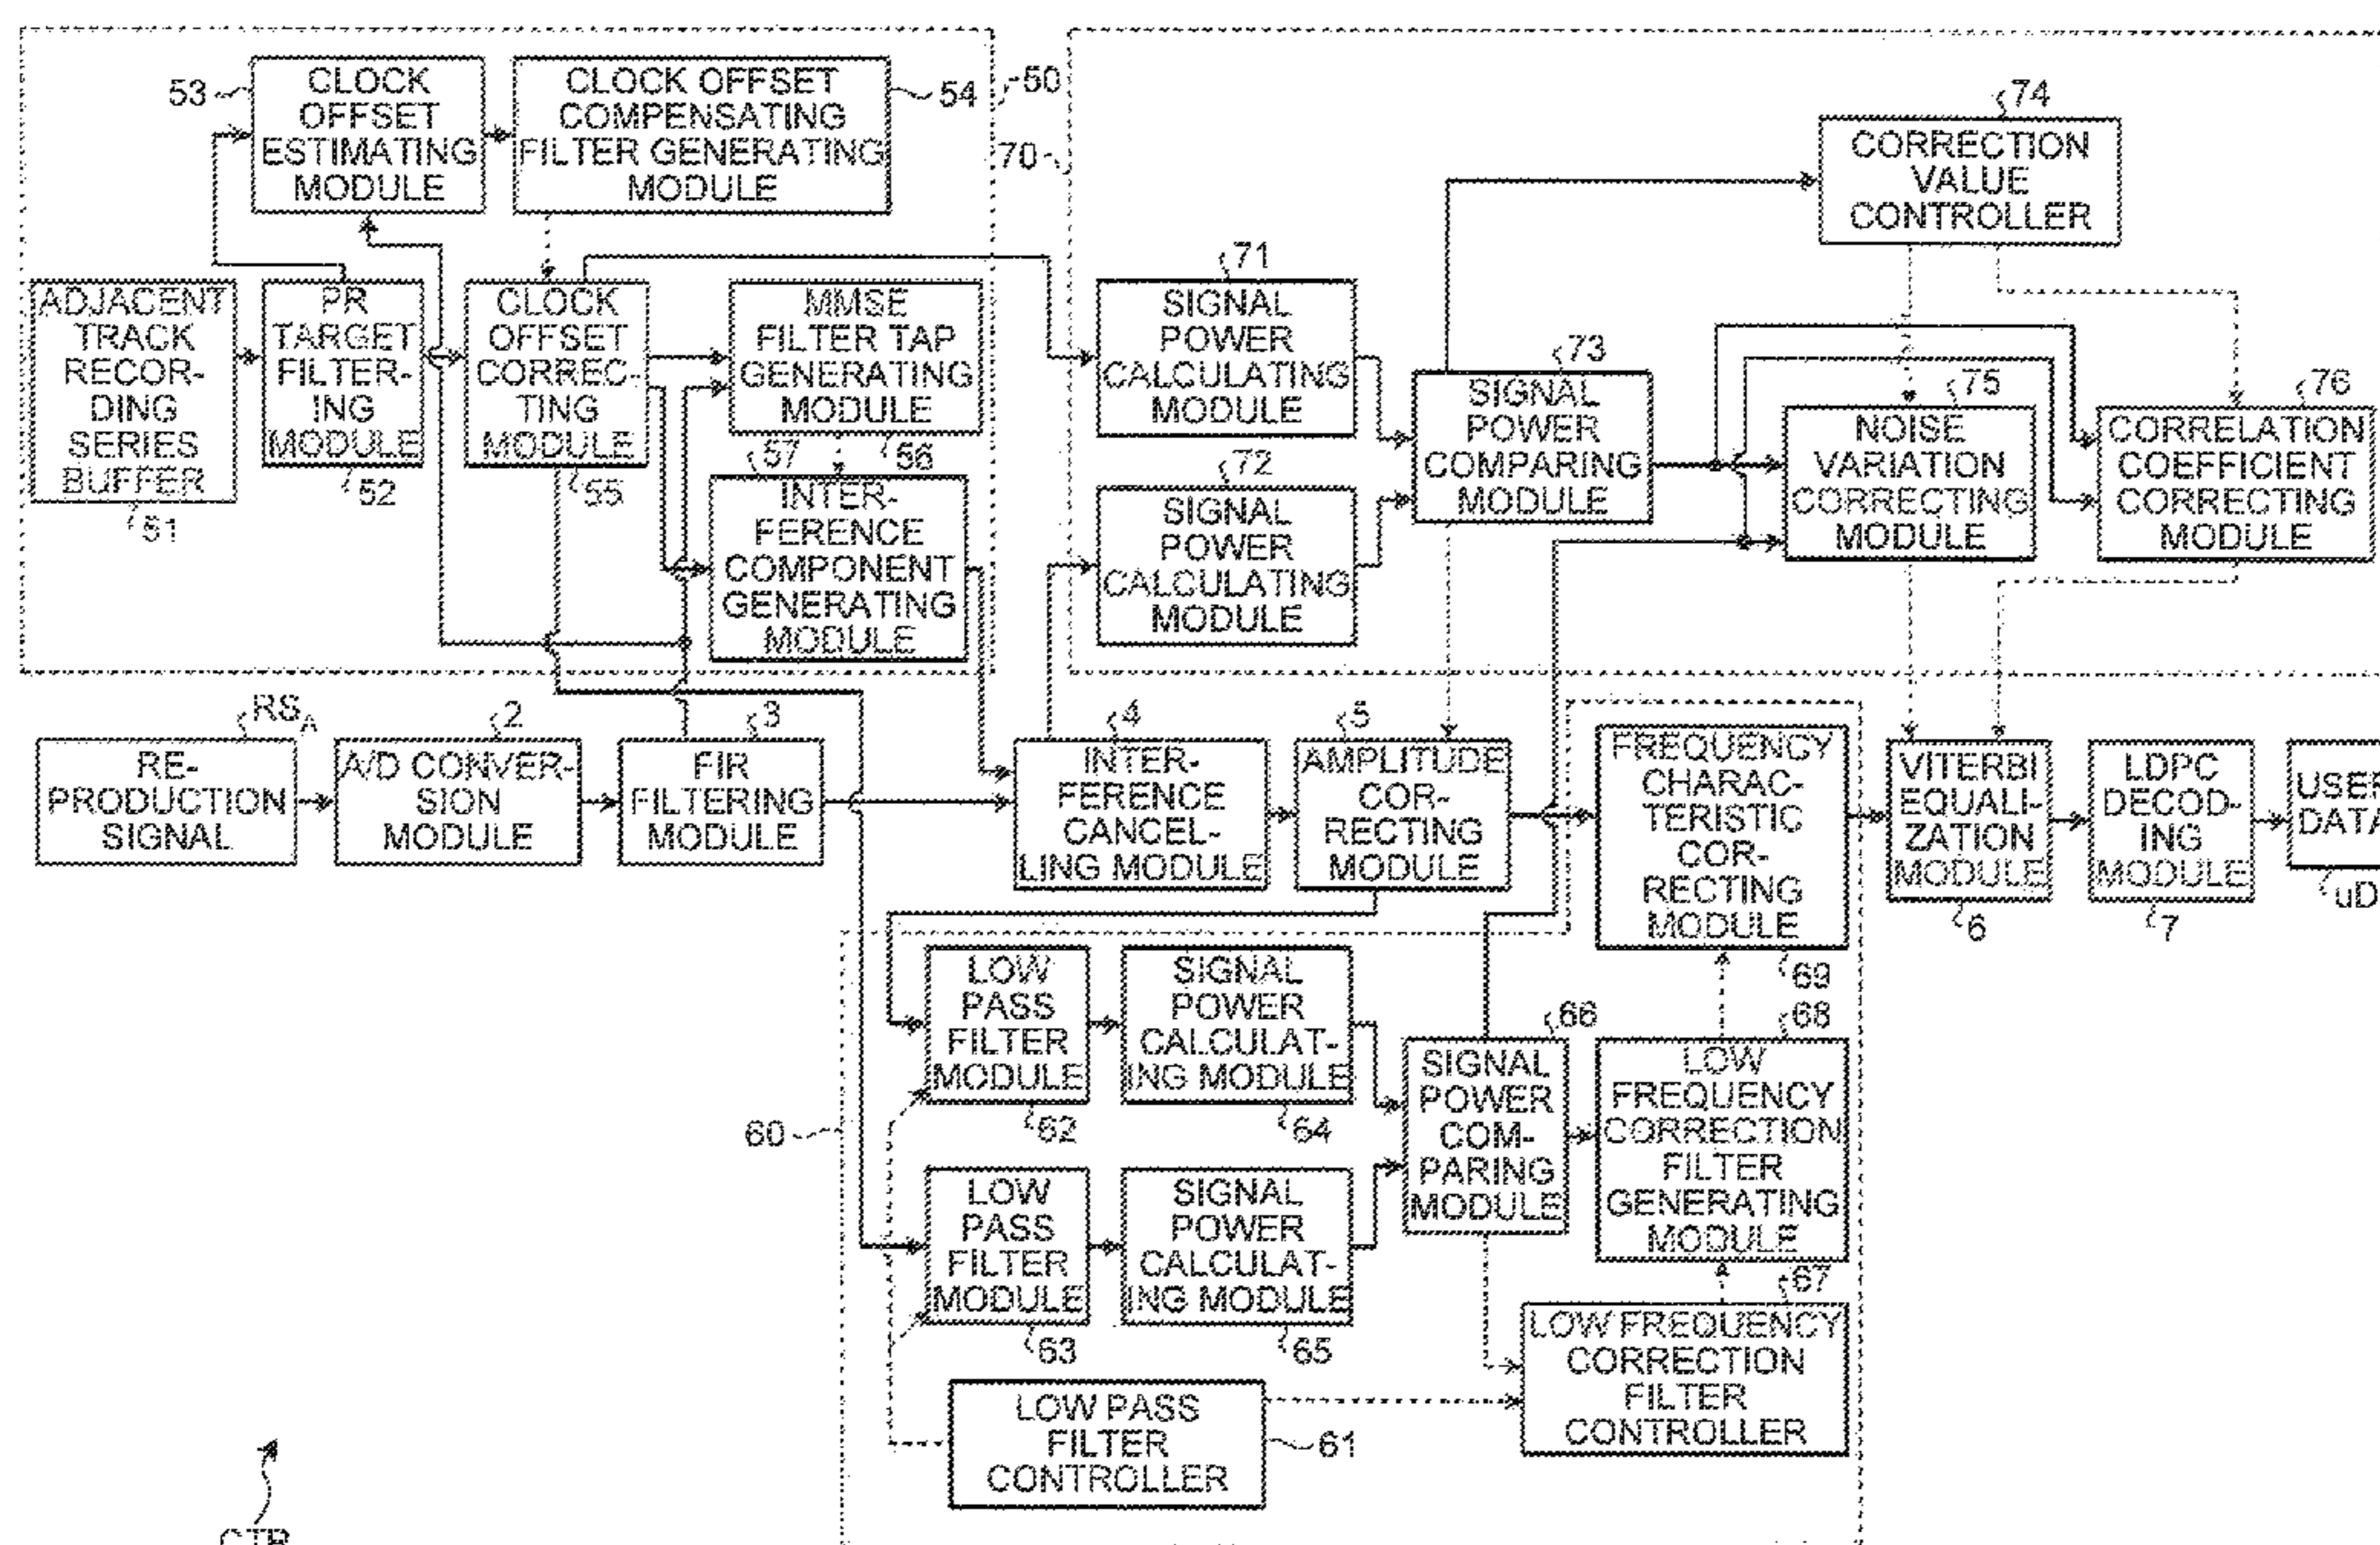 53
CLOCK
OFFSET
ESTIMATING
MODULE
CLOCK OFFSET
COMPENSATING
FILTER GENERATING
MODULE
54
50
70
74
CORRECTION
VALUE
CONTROLLER
ADJACENT
TRACK
RECOR-
DING
SERIES
BUFFER
51
PR
TARGET
FILTER-
ING
MODULE
52
CLOCK
OFFSET
CORREC-
TING
MODULE
55
MMSE
FILTER TAP
GENERATING
MODULE
56
57
INTER-
FERENCE
COMPONENT
GENERATING
MODULE
71
SIGNAL
POWER
CALCULATING
MODULE
72
SIGNAL
POWER
CALCULATING
MODULE
73
SIGNAL
POWER
COMPARING
MODULE
75
NOISE
VARIATION
CORRECTING
MODULE
76
CORRELATION
COEFFICIENT
CORRECTING
MODULE
RSA
RE-
PRODUCTION
SIGNAL
2
A/D CONVER-
SION
MODULE
3
FIR
FILTERING
MODULE
4
INTER-
FERENCE
CANCEL-
LING MODULE
5
AMPLITUDE
COR-
RECTING
MODULE
FREQUENCY
CHARAC-
TERISTIC
COR-
RECTING
MODULE
69
VITERBI
EQUALI-
ZATION
MODULE
6
LDPC
DECOD-
ING
MODULE
7
USER
DATA
uD
60
LOW
PASS
FILTER
MODULE
62
SIGNAL
POWER
CALCULAT-
ING MODULE
64
66
SIGNAL
POWER
COM-
PARING
MODULE
68
LOW
FREQUENCY
CORRECTION
FILTER
GENERATING
MODULE
LOW
PASS
FILTER
MODULE
63
SIGNAL
POWER
CALCULAT-
ING MODULE
65
67
LOW FREQUENCY
CORRECTION
FILTER
CONTROLLER
LOW PASS
FILTER
CONTROLLER
61